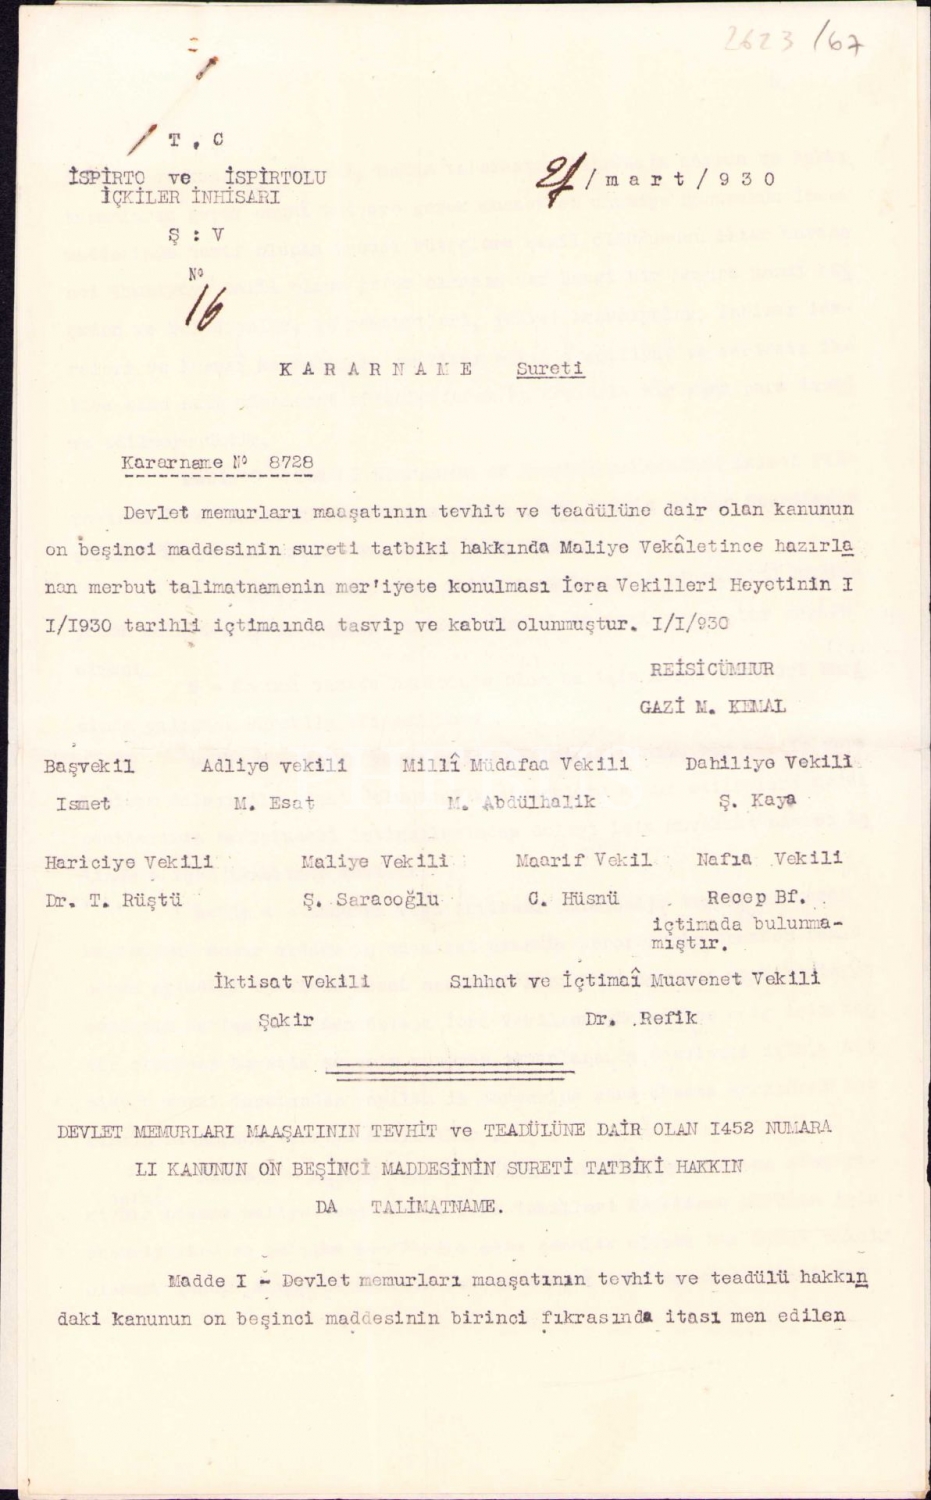 2623/67
T . C
İSPİRTO ve İSPİRTOLU
İÇKİLER İNHİSARI
Ş : V
No
16
/mart/930
KARARNAME Sureti
Kararname No 8728
Devlet memurları maaşatının tevhit ve teadülüne dair olan kanunun
on beşinci maddesinin sureti tatbiki hakkında Maliye Vekâletince hazırla
nan merbut talimatnamenin mer'iyete konulması İcra Vekilleri Heyetinin I
I/I930 tarihli içtimaında tasvip ve kabul olunmuştur. I/I/930
REİSİCÜMHUR
GAZİ M. KEMAL
Başvekil Adliye vekili Millî Müdafaa Vekili Dahiliye Vekili
Ismet M. Esat M. Abdülhalik Ş. Kaya
Hariciye Vekili Maliye Vekili Maarif Vekil Nafıa Vekili
Dr. T. Rüştü Ş. Saracoğlu C. Hüsnü Recep Bf.
içtimada bulunma-
mıştır.
İktisat Vekili Sıhhat ve İçtimaî Muavenet Vekili
Şakir Dr. Refik
DEVLET MEMURLARI MAAŞATININ TEVHİT ve TEADÜLÜNE DAİR OLAN I452 NUMARA
LI KANUNUN ON BEŞİNCİ MADDESİNİN SURETİ TATBİKİ HAKKIN
DA TALİMATNAME.
Madde I - Devlet memurları maaşatının tevhit ve teadülü hakkın
daki kanunun on beşinci maddesinin birinci fıkrasında itası men edilen